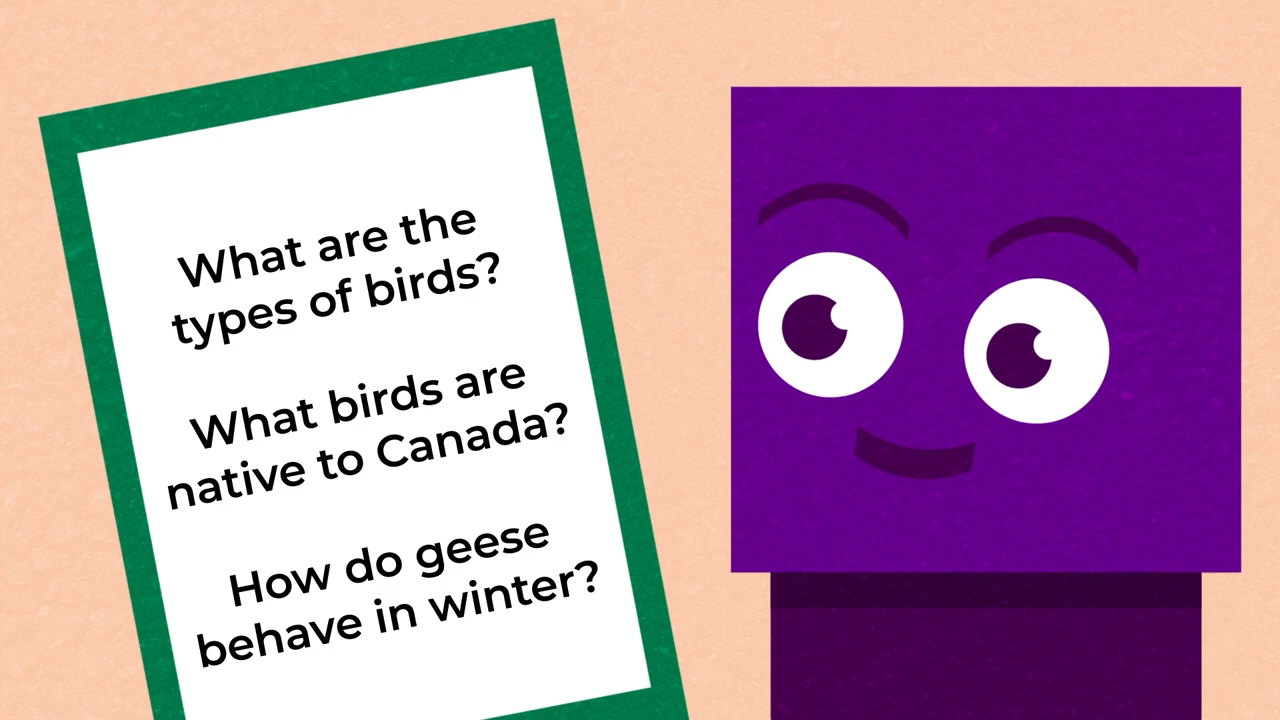 What are the
types of birds?
What birds are
native to Canada?
How do geese
behave in winter?